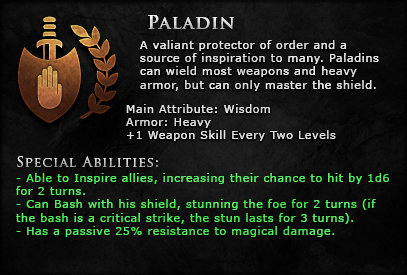 PALADIN
A valiant protector of order and a
source of inspiration to many. Paladins
can wield most weapons and heavy
armor, but can only master the shield.
Main Attribute: Wisdom
Armor: Heavy
+1 Weapon Skill Every Two Levels
SPECIAL ABILITIES:
- Able to Inspire allies, increasing their chance to hit by 1d6
for 2 turns.
- Can Bash with his shield, stunning the foe for 2 turns (if
the bash is a critical strike, the stun lasts for 3 turns).
- Has a passive 25% resistance to magical damage.